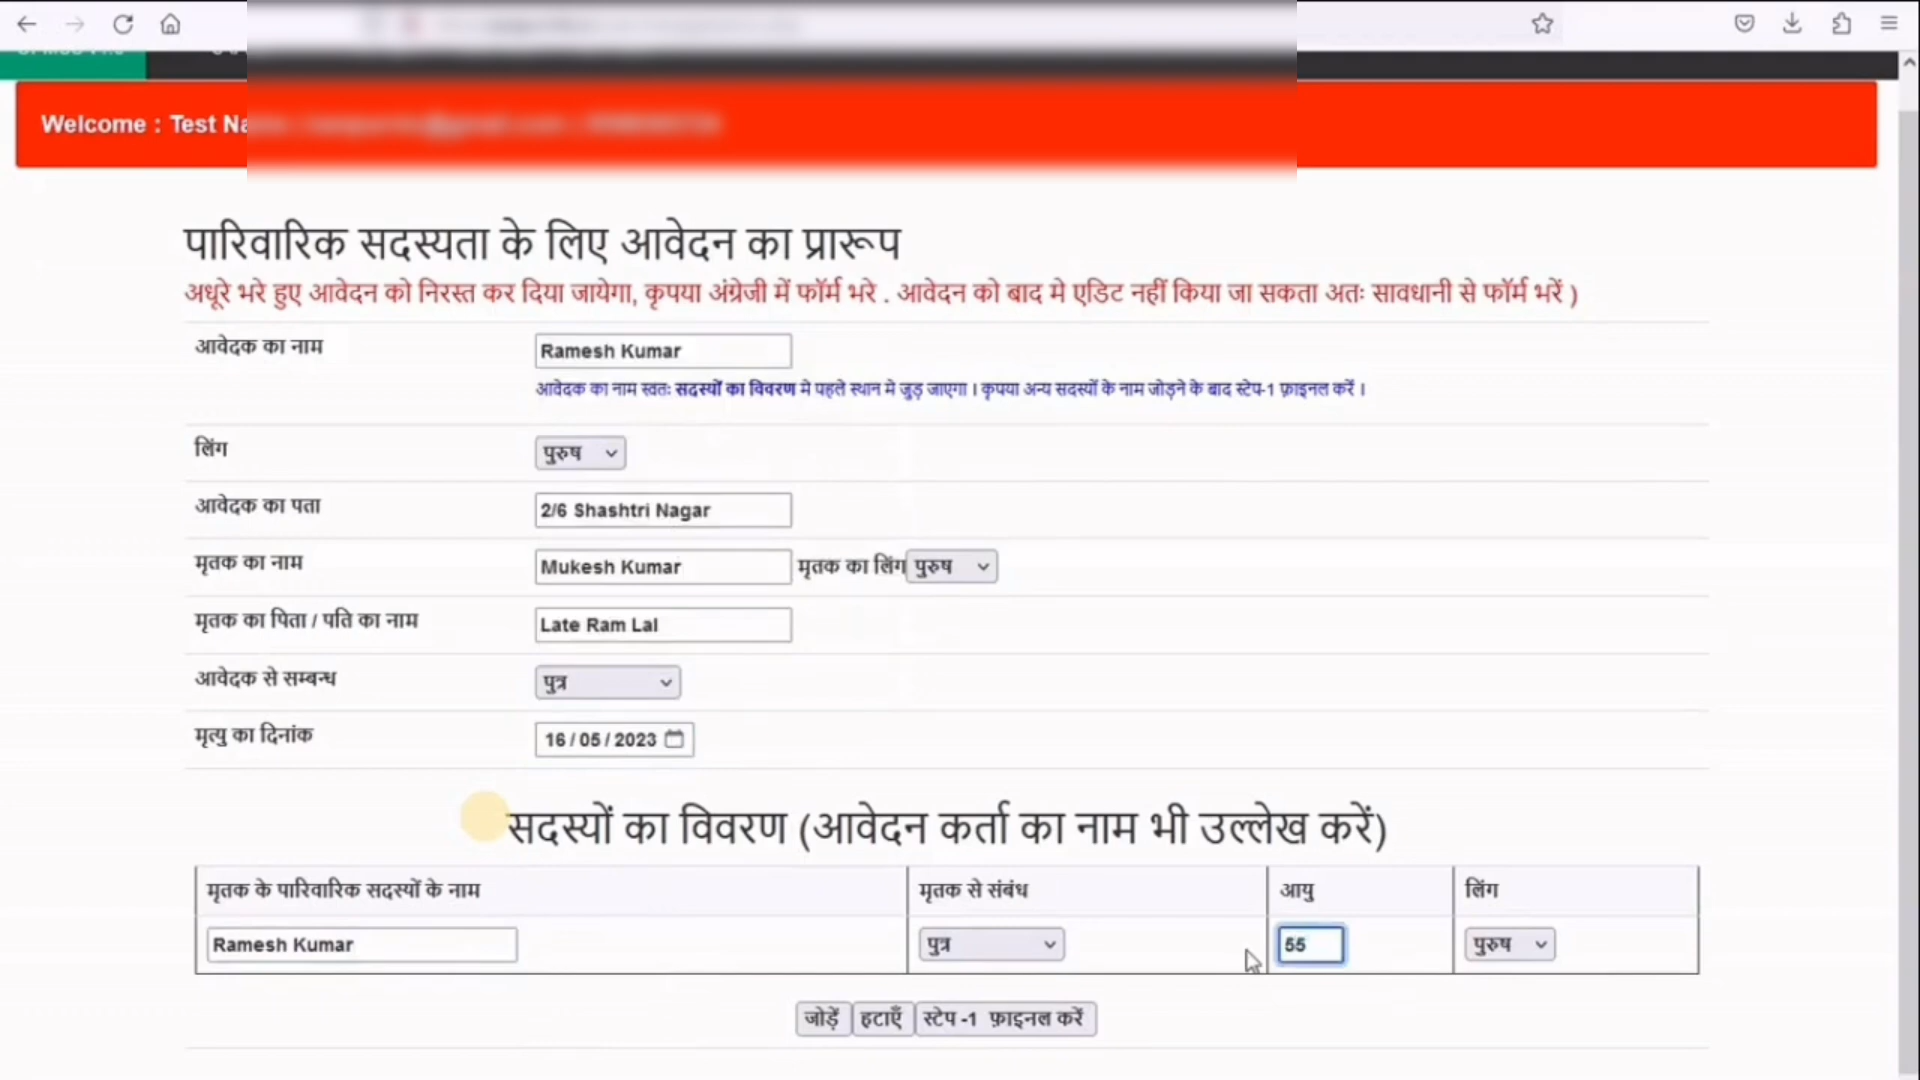 Welcome : Test Na
पारिवारिक सदस्यता के लिए आवेदन का प्रारूप
अधूरे भरे हुए आवेदन को निरस्त कर दिया जायेगा, कृपया अंग्रेजी में फॉर्म भरे . आवेदन को बाद मे एडिट नहीं किया जा सकता अतः सावधानी से फॉर्म भरें )
आवेदक का नाम Ramesh Kumar
आवेदक का नाम स्वतः सदस्यों का विवरण मे पहले स्थान मे जुड़ जाएगा । कृपया अन्य सदस्यों के नाम जोड़ने के बाद स्टेप-1 फ़ाइनल करें ।
लिंग पुरुष
आवेदक का पता 2/6 Shashtri Nagar
मृतक का नाम Mukesh Kumar मृतक का लिंग पुरुष
मृतक का पिता / पति का नाम Late Ram Lal
आवेदक से सम्बन्ध पुत्र
मृत्यु का दिनांक 16 / 05 / 2023
सदस्यों का विवरण (आवेदन कर्ता का नाम भी उल्लेख करें)
मृतक के पारिवारिक सदस्यों के नाम मृतक से संबंध आयु लिंग
Ramesh Kumar पुत्र 55 पुरुष
जोड़ें हटाएँ स्टेप -1 फ़ाइनल करें